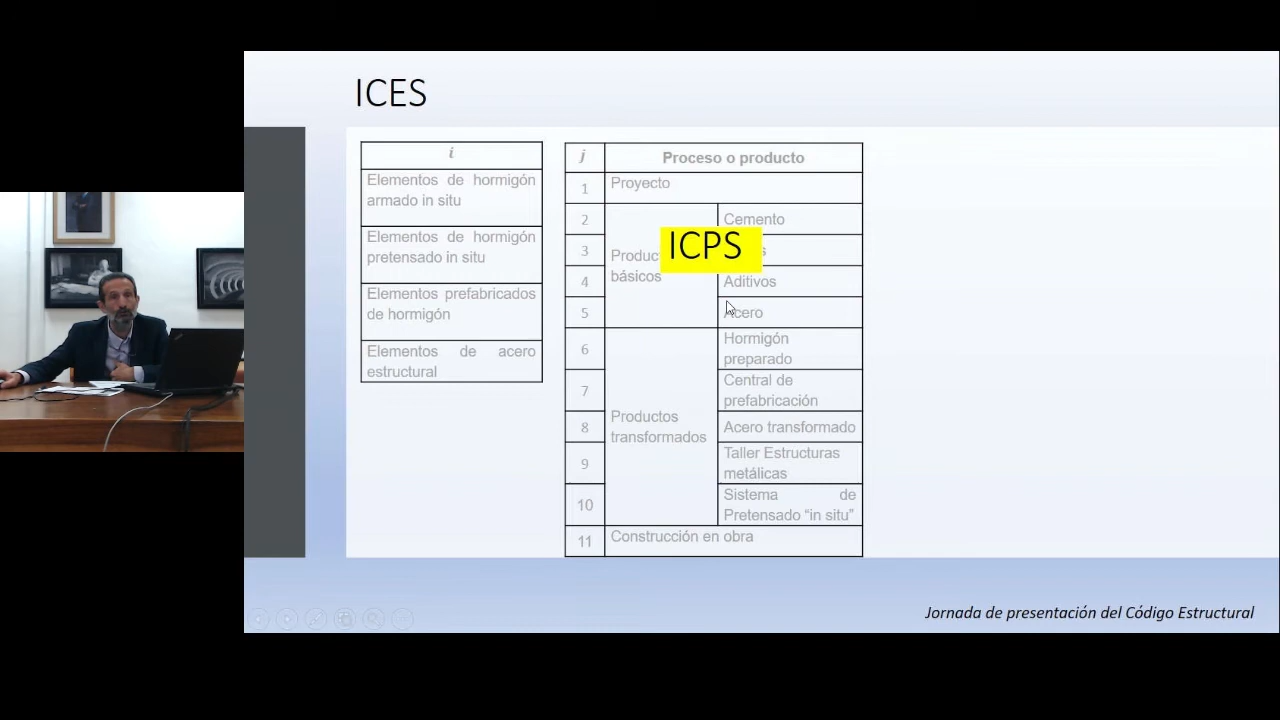 ICES
i
Elementos de hormigón
armado in situ
Elementos de hormigón
pretensado in situ
Elementos prefabricados
de hormigón
Elementos de acero
estructural
j
Proceso o producto
1
Proyecto
2
Cemento
3
ICPS
básicos
4
Aditivos
5
Acero
6
Hormigón
preparado
7
Central de
prefabricación
Productos
transformados
8
Acero transformado
9
Taller Estructuras
metálicas
10
Sistema de
Pretensado “in situ”
11
Construcción en obra
Jornada de presentación del Código Estructural